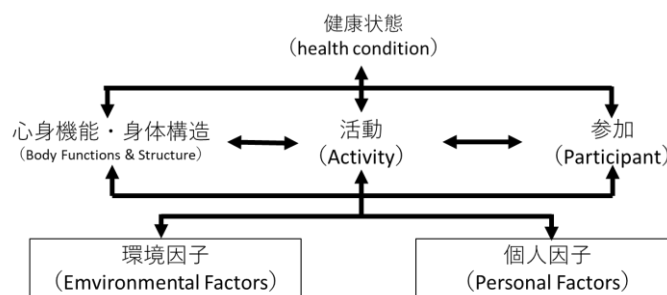 健康状態
（health condition）
心身機能・身体構造
（Body Functions & Structure）
活動
（Activity）
参加
（Participant）
環境因子
（Emvironmental Factors）
個人因子
（Personal Factors）